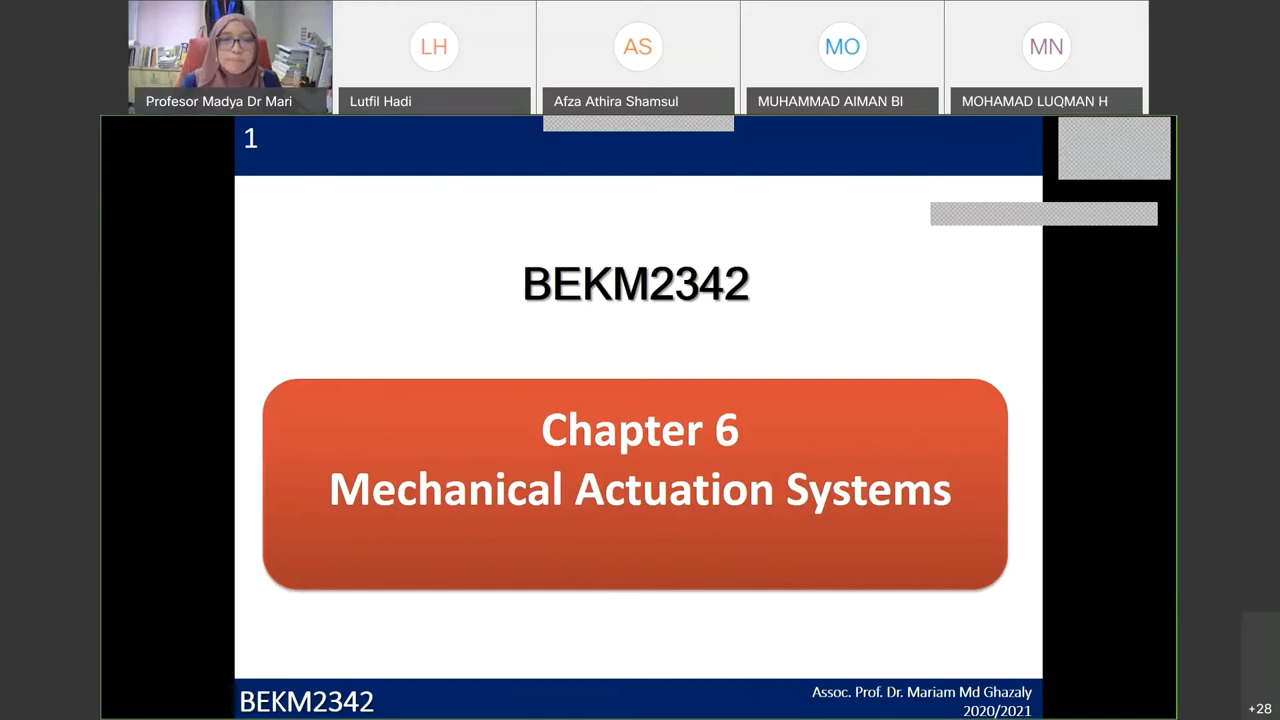 LH
AS
MO
MN
Profesor Madya Dr Mari
Lutfil Hadi
Afza Athira Shamsul
MUHAMMAD AIMAN BI
MOHAMAD LUQMAN H
1
BEKM2342
Chapter 6
Mechanical Actuation Systems
BEKM2342
Assoc. Prof. Dr. Mariam Md Ghazaly
2020/2021
+28